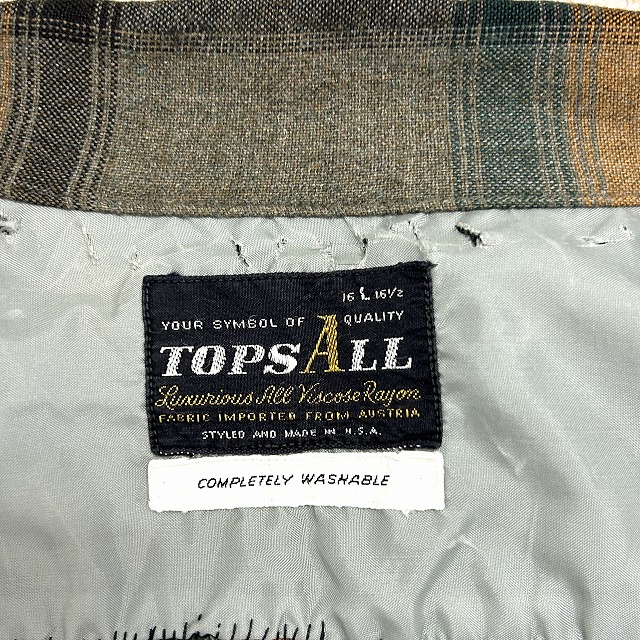 16 L 16½
YOUR SYMBOL OF QUALITY
TOPSALL
Luxurious All Viscose Rayon
FABRIC IMPORTED FROM AUSTRIA
STYLED AND MADE IN U.S.A.
COMPLETELY WASHABLE